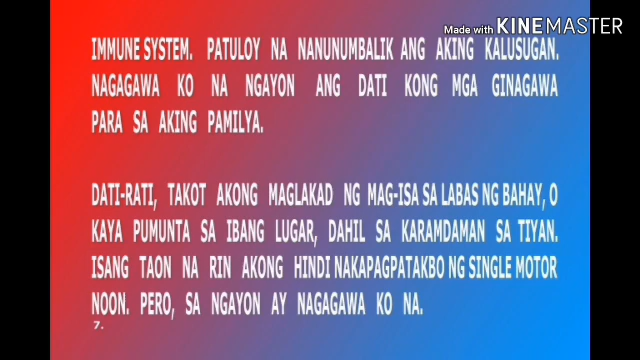 Made with KINEMASTER
IMMUNE SYSTEM. PATULOY NA NANUNUMBALIK ANG AKING KALUSUGAN.
NAGAGAWA KO NA NGAYON ANG DATI KONG MGA GINAGAWA
PARA SA AKING PAMILYA.
DATI-RATI, TAKOT AKONG MAGLAKAD NG MAG-ISA SA LABAS NG BAHAY, O
KAYA PUMUNTA SA IBANG LUGAR, DAHIL SA KARAMDAMAN SA TIYAN.
ISANG TAON NA RIN AKONG HINDI NAKAPAGPATAKBO NG SINGLE MOTOR
NOON. PERO, SA NGAYON AY NAGAGAWA KO NA.
7.